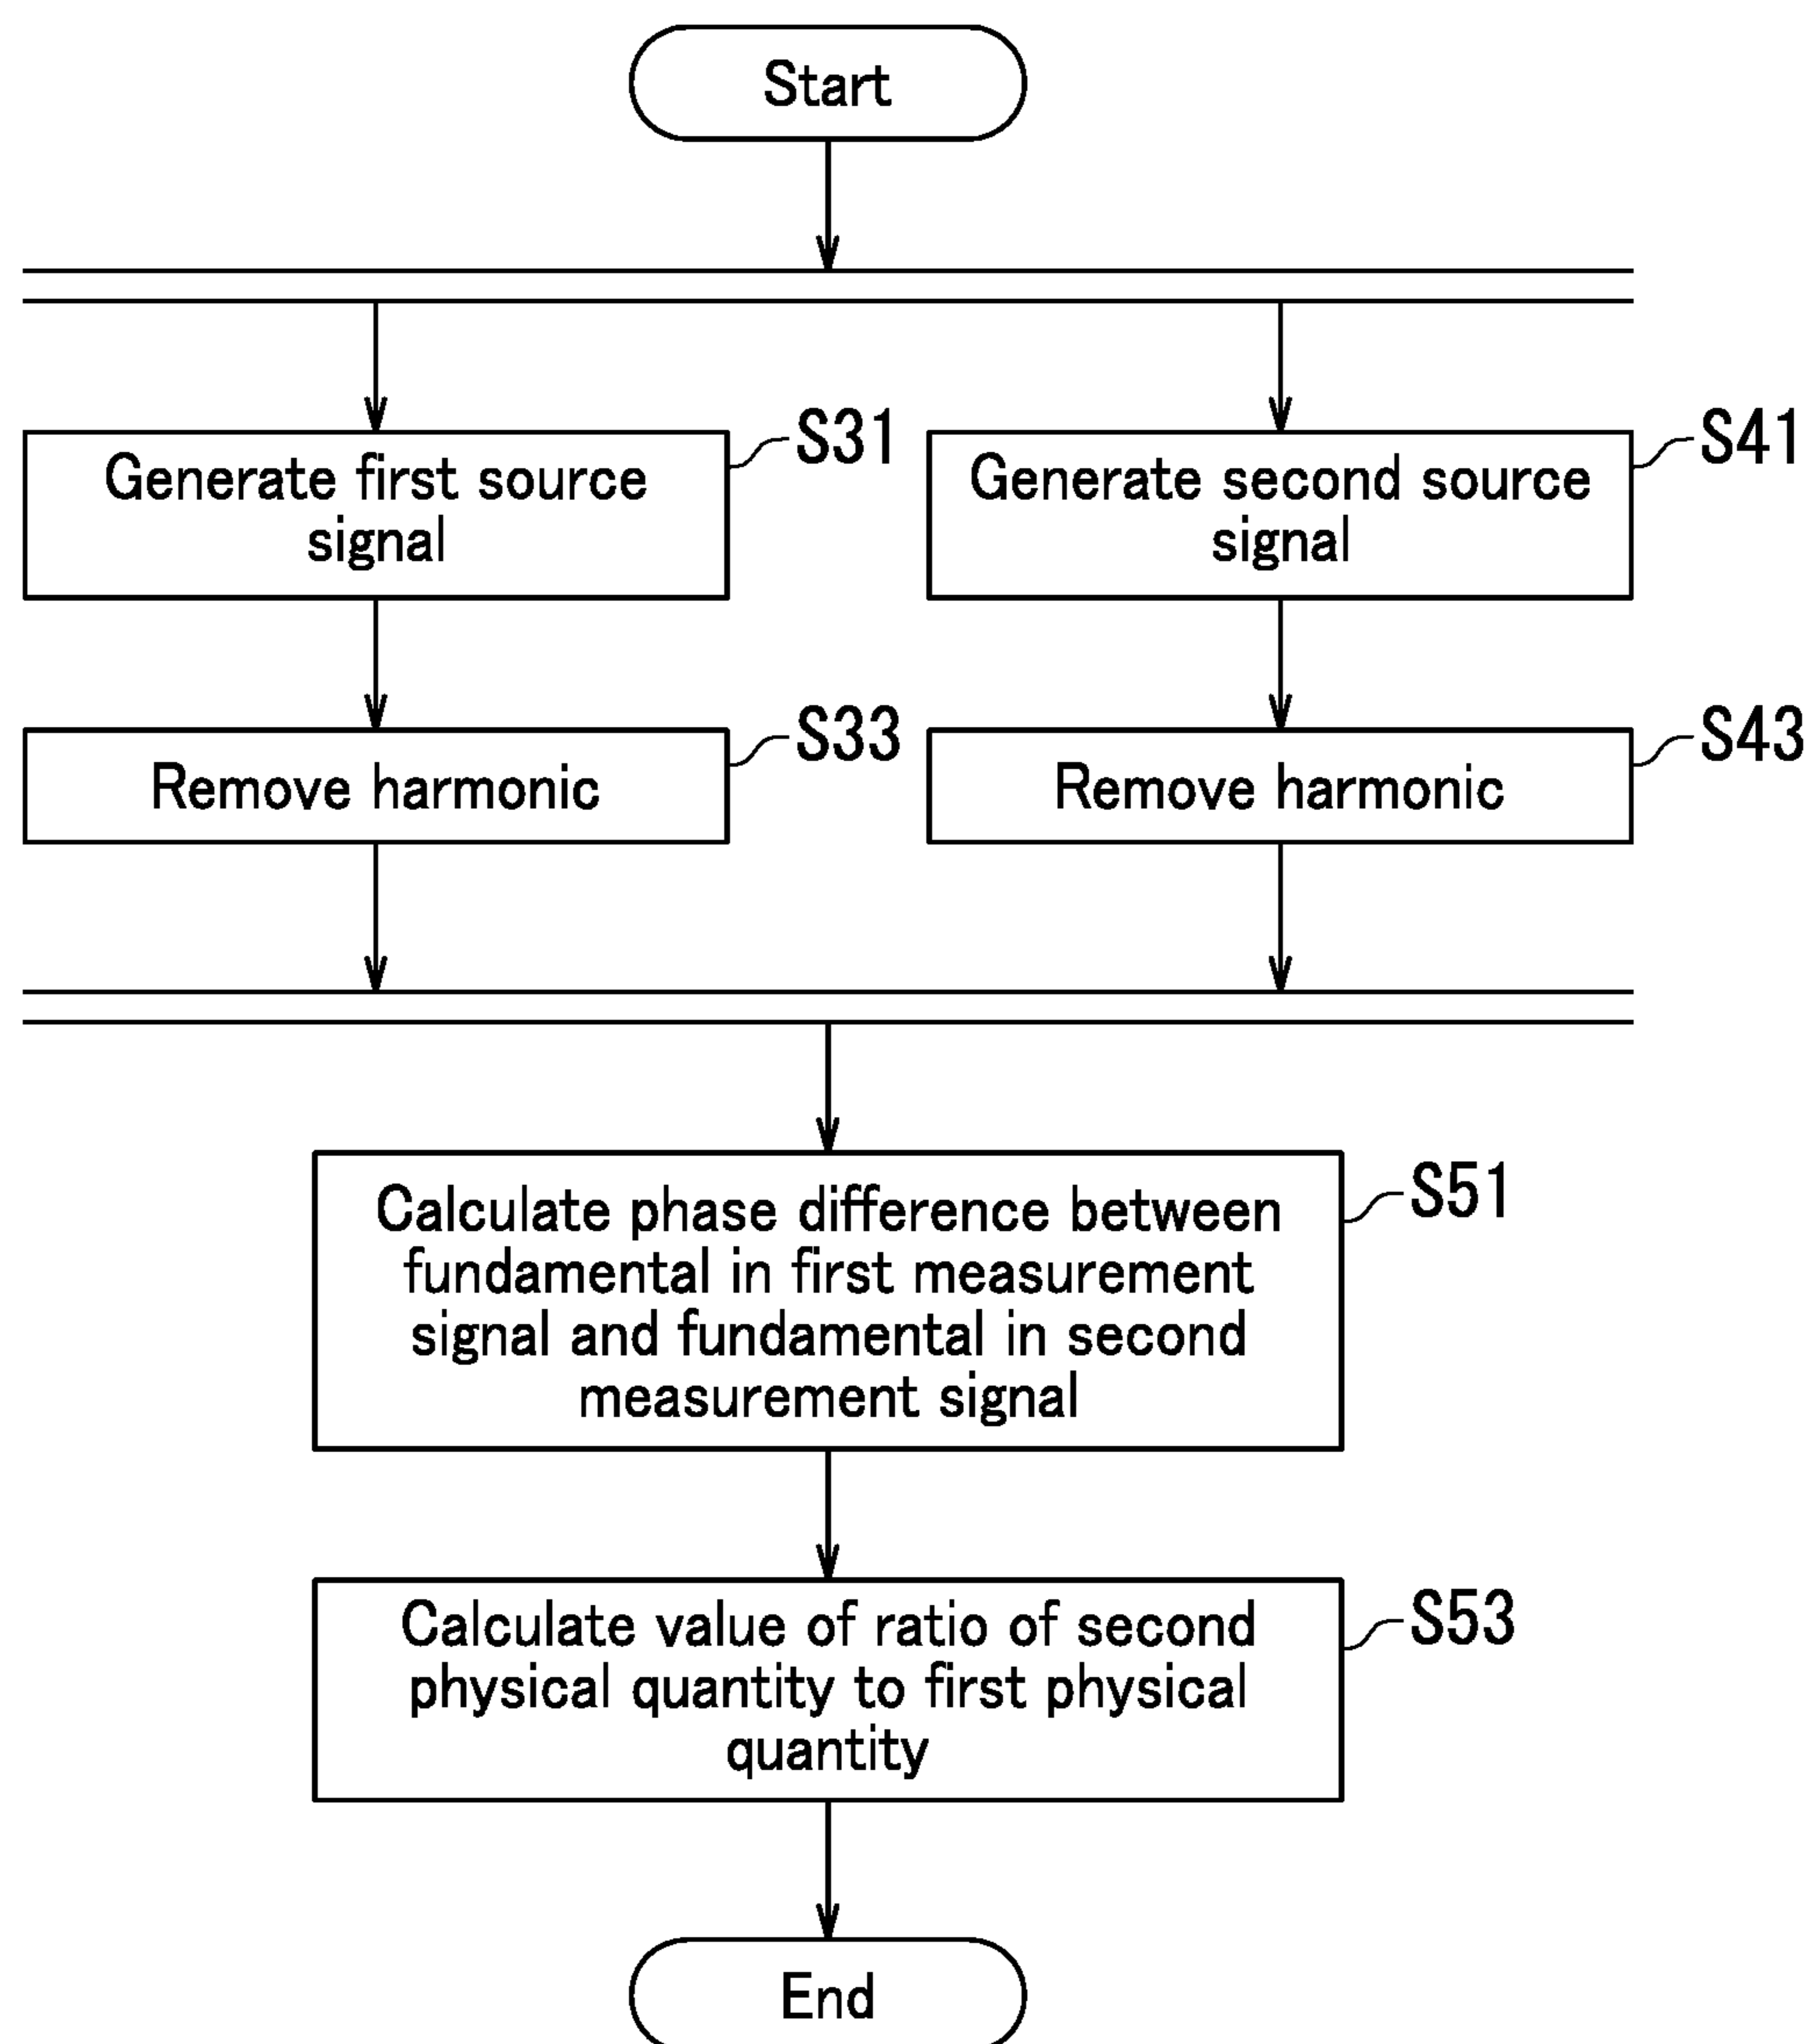 Start
S31
Generate first source
signal
S41
Generate second source
signal
S33
Remove harmonic
S43
Remove harmonic
S51
Calculate phase difference between
fundamental in first measurement
signal and fundamental in second
measurement signal
S53
Calculate value of ratio of second
physical quantity to first physical
quantity
End